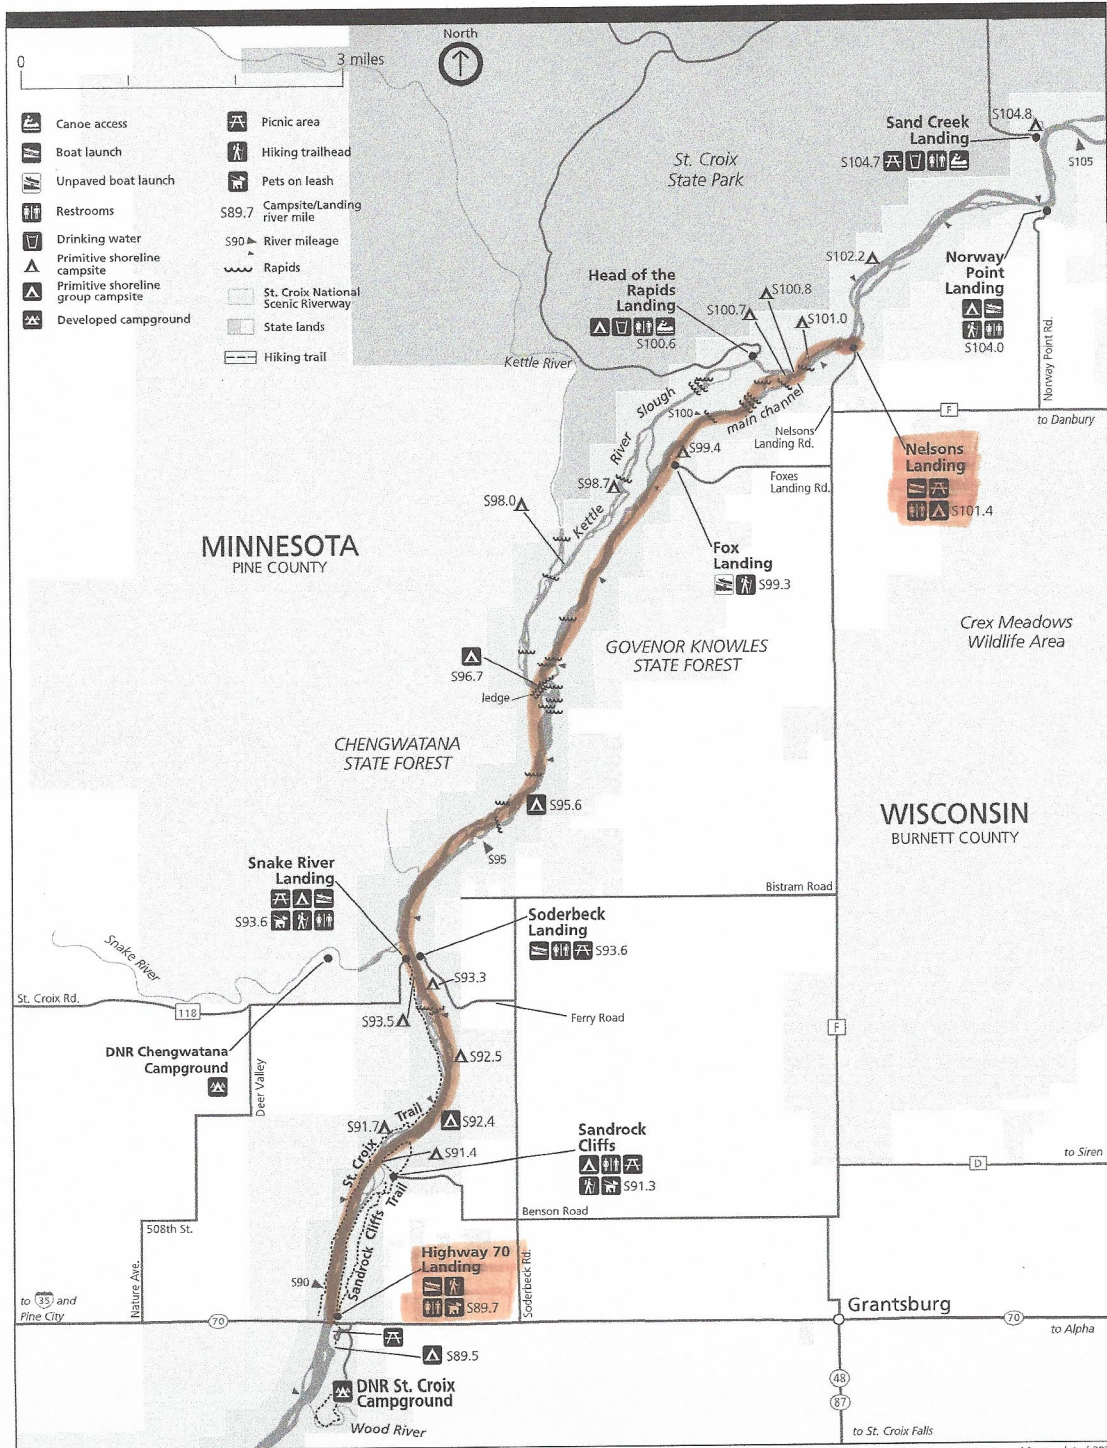 0
3 miles
North
Canoe access
Boat launch
Unpaved boat launch
Restrooms
Drinking water
Primitive shoreline
campsite
Primitive shoreline
group campsite
Developed campground
Picnic area
Hiking trailhead
Pets on leash
S89.7 Campsite/Landing
river mile
S90 River mileage
Rapids
St. Croix National
Scenic Riverway
State lands
Hiking trail
St. Croix
State Park
Sand Creek
Landing
S104.7
S104.8
S105
S102.2
Norway
Point
Landing
S104.0
Norway Point Rd.
Head of the
Rapids
Landing
S100.6
S100.7
S100.8
S101.0
Kettle River
Kettle River Slough
S100
main channel
Nelsons
Landing Rd.
F
to Danbury
Nelsons
Landing
S101.4
Foxes
Landing Rd.
S99.4
S98.7
S98.0
Fox
Landing
S99.3
MINNESOTA
PINE COUNTY
GOVENOR KNOWLES
STATE FOREST
Crex Meadows
Wildlife Area
S96.7
ledge
CHENGWATANA
STATE FOREST
S95.6
WISCONSIN
BURNETT COUNTY
S95
Snake River
Landing
S93.6
Bistram Road
Soderbeck
Landing
S93.6
Snake River
S93.3
St. Croix Rd.
118
S93.5
Ferry Road
F
DNR Chengwatana
Campground
S92.5
Deer Valley
S92.4
S91.7
St. Croix Trail
S91.4
Sandrock
Cliffs
S91.3
to Siren
D
Sandrock Cliffs Trail
Benson Road
508th St.
Nature Ave.
S90
Highway 70
Landing
S89.7
Soderbeck Rd.
to 35 and
Pine City
70
Grantsburg
70
to Alpha
S89.5
DNR St. Croix
Campground
Wood River
48
87
to St. Croix Falls